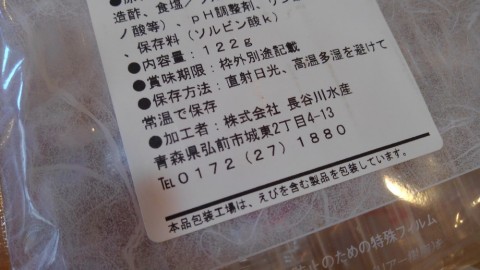 造酢、食塩／ソル
ノ酸等）、pH調整剤、
、保存料（ソルビン酸k）
●内容量：122g
●賞味期限：枠外別途記載
●保存方法：直射日光、高温多湿を避けて
常温で保存
●加工者：株式会社 長谷川水産
青森県弘前市城東2丁目4-13
TEL0172(27)1880
本品包装工場は、えびを含む製品を包装しています。
止のための特殊フィルム